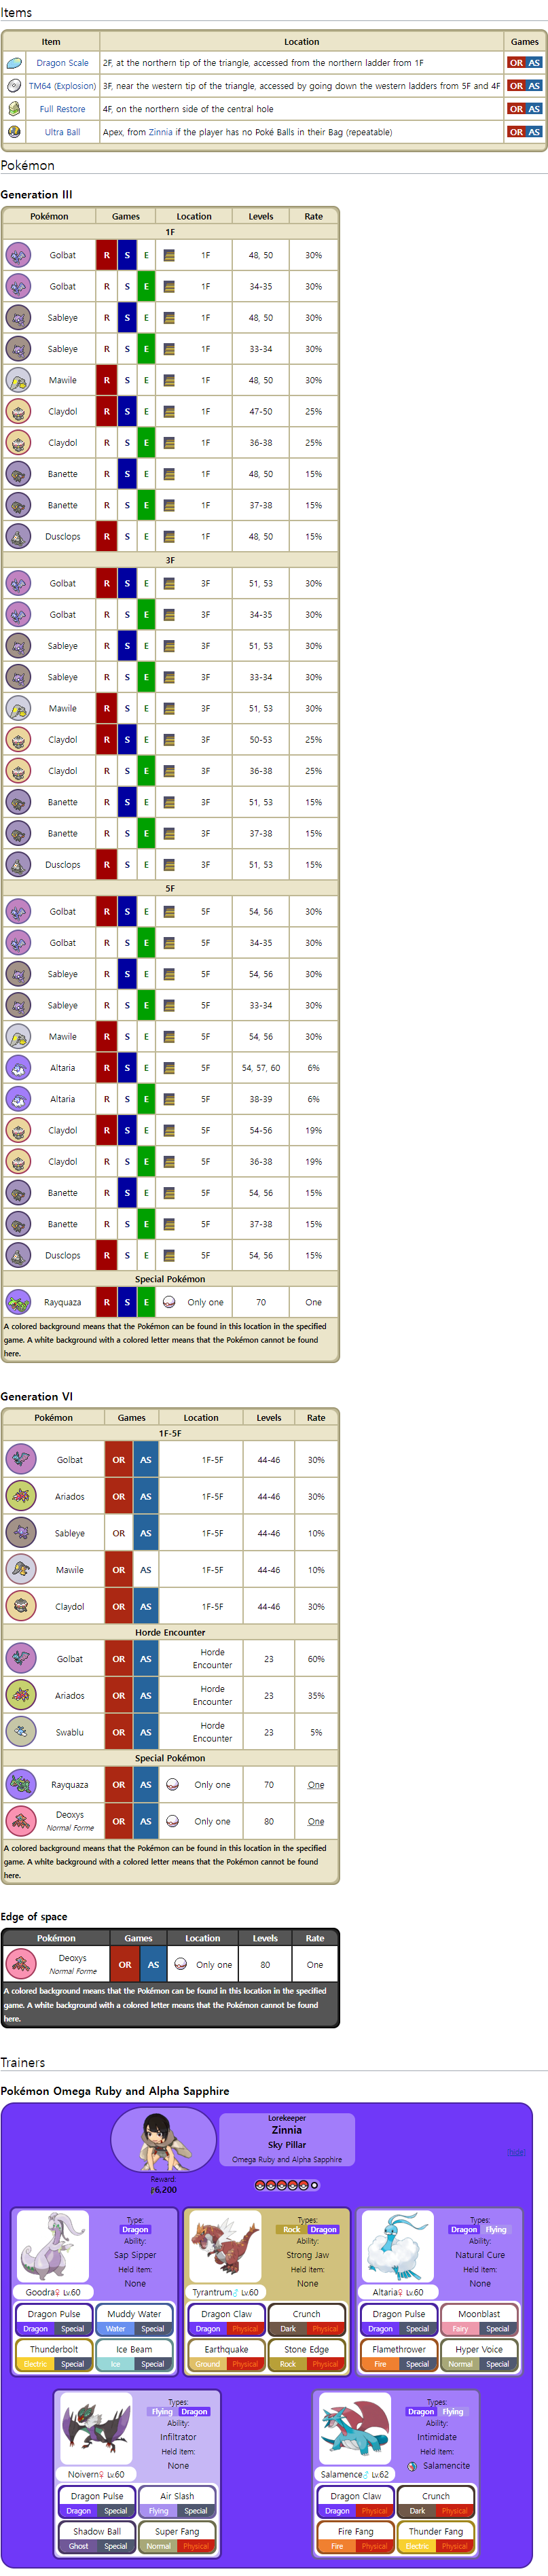 Items
Item Location Games
Dragon Scale 2F, at the northern tip of the triangle, accessed from the northern ladder from 1F OR AS
TM64 (Explosion) 3F, near the western tip of the triangle, accessed by going down the western ladders from 5F and 4F OR AS
Full Restore 4F, on the northern side of the central hole OR AS
Ultra Ball Apex, from Zinnia if the player has no Poké Balls in their Bag (repeatable) OR AS
Pokémon
Generation III
Pokémon Games Location Levels Rate
1F
Golbat R S E 1F 48, 50 30%
Golbat R S E 1F 34-35 30%
Sableye R S E 1F 48, 50 30%
Sableye R S E 1F 33-34 30%
Mawile R S E 1F 48, 50 30%
Claydol R S E 1F 47-50 25%
Claydol R S E 1F 36-38 25%
Banette R S E 1F 48, 50 15%
Banette R S E 1F 37-38 15%
Dusclops R S E 1F 48, 50 15%
3F
Golbat R S E 3F 51, 53 30%
Golbat R S E 3F 34-35 30%
Sableye R S E 3F 51, 53 30%
Sableye R S E 3F 33-34 30%
Mawile R S E 3F 51, 53 30%
Claydol R S E 3F 50-53 25%
Claydol R S E 3F 36-38 25%
Banette R S E 3F 51, 53 15%
Banette R S E 3F 37-38 15%
Dusclops R S E 3F 51, 53 15%
5F
Golbat R S E 5F 54, 56 30%
Golbat R S E 5F 34-35 30%
Sableye R S E 5F 54, 56 30%
Sableye R S E 5F 33-34 30%
Mawile R S E 5F 54, 56 30%
Altaria R S E 5F 54, 57, 60 6%
Altaria R S E 5F 38-39 6%
Claydol R S E 5F 54-56 19%
Claydol R S E 5F 36-38 19%
Banette R S E 5F 54, 56 15%
Banette R S E 5F 37-38 15%
Dusclops R S E 5F 54, 56 15%
Special Pokémon
Rayquaza R S E Only one 70 One
A colored background means that the Pokémon can be found in this location in the specified
game. A white background with a colored letter means that the Pokémon cannot be found
here.
Generation VI
Pokémon Games Location Levels Rate
1F-5F
Golbat OR AS 1F-5F 44-46 30%
Ariados OR AS 1F-5F 44-46 30%
Sableye OR AS 1F-5F 44-46 10%
Mawile OR AS 1F-5F 44-46 10%
Claydol OR AS 1F-5F 44-46 30%
Horde Encounter
Golbat OR AS Horde Encounter 23 60%
Ariados OR AS Horde Encounter 23 35%
Swablu OR AS Horde Encounter 23 5%
Special Pokémon
Rayquaza OR AS Only one 70 One
Deoxys OR AS Only one 80 One
Normal Forme
A colored background means that the Pokémon can be found in this location in the specified
game. A white background with a colored letter means that the Pokémon cannot be found
here.
Edge of space
Pokémon Games Location Levels Rate
Deoxys OR AS Only one 80 One
Normal Forme
A colored background means that the Pokémon can be found in this location in the specified
game. A white background with a colored letter means that the Pokémon cannot be found
here.
Trainers
Pokémon Omega Ruby and Alpha Sapphire
Lorekeeper
Zinnia
Sky Pillar
Omega Ruby and Alpha Sapphire
Reward:
6,200
Type:
Dragon
Ability:
Sap Sipper
Held item:
None
Goodra♀ Lv.60
Dragon Pulse Muddy Water
Dragon Special Water Special
Thunderbolt Ice Beam
Electric Special Ice Special
Types:
Rock Dragon
Ability:
Strong Jaw
Held item:
None
Tyrantrum♂ Lv.60
Dragon Claw Crunch
Dragon Physical Dark Physical
Earthquake Stone Edge
Ground Physical Rock Physical
Types:
Dragon Flying
Ability:
Natural Cure
Held item:
None
Altaria♀ Lv.60
Dragon Pulse Moonblast
Dragon Special Fairy Special
Flamethrower Hyper Voice
Fire Special Normal Special
Types:
Flying Dragon
Ability:
Infiltrator
Held item:
None
Noivern♀ Lv.60
Dragon Pulse Air Slash
Dragon Special Flying Special
Shadow Ball Super Fang
Ghost Special Normal Physical
Types:
Dragon Flying
Ability:
Intimidate
Held item:
Salamencite
Salamence♂ Lv.62
Dragon Claw Crunch
Dragon Physical Dark Physical
Fire Fang Thunder Fang
Fire Physical Electric Physical